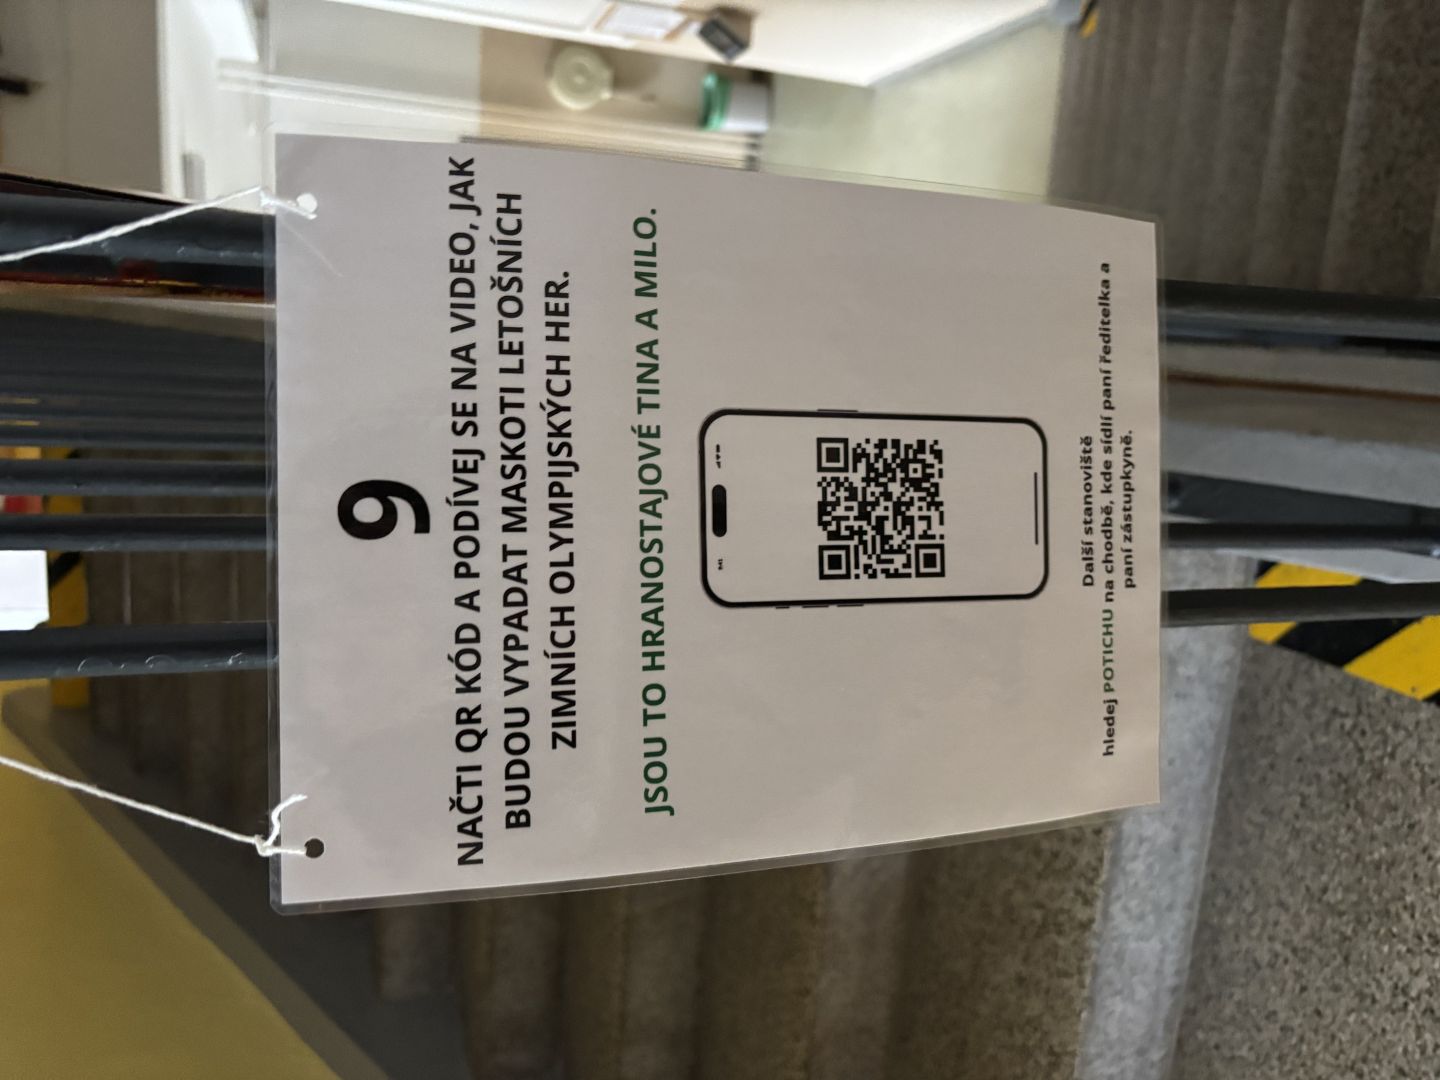 9
NAČTI QR KÓD A PODÍVEJ SE NA VIDEO, JAK
BUDOU VYPADAT MASKOTI LETOŠNÍCH
ZIMNÍCH OLYMPIJSKÝCH HER.
JSOU TO HRANOSTAJOVÉ TINA A MILO.
Další stanoviště
hledej POTICHU na chodbě, kde sídlí paní ředitelka a
paní zástupkyně.